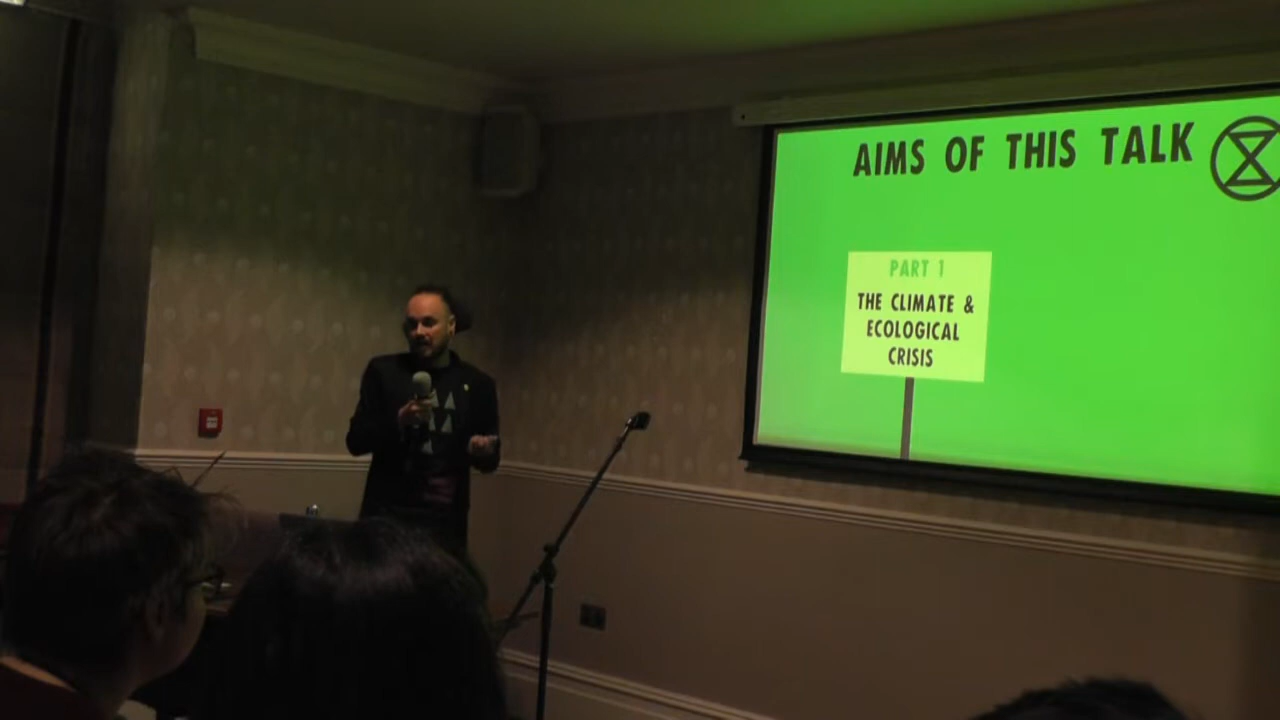 AIMS OF THIS TALK
PART 1
THE CLIMATE &
ECOLOGICAL
CRISIS